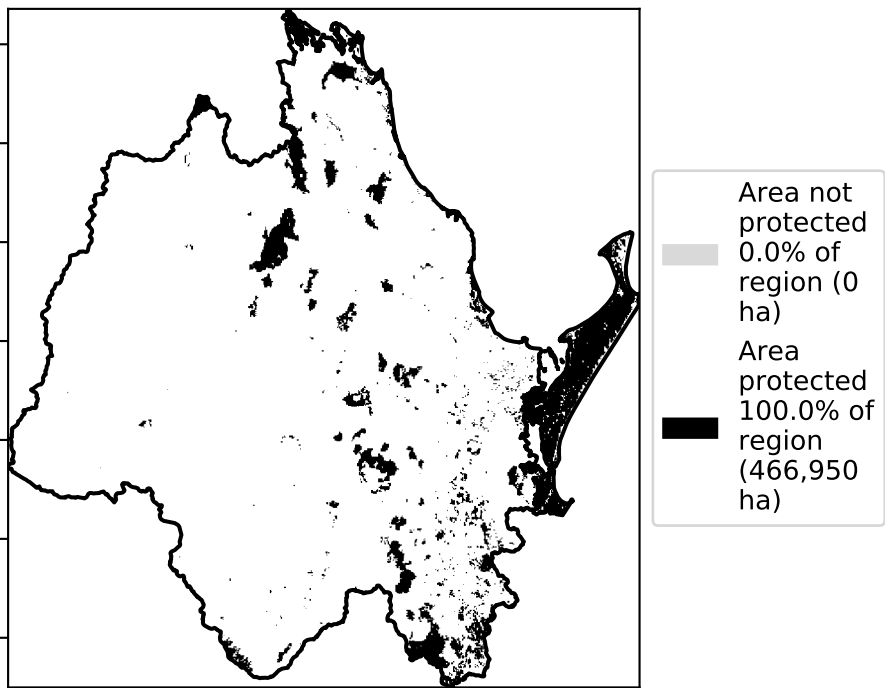 Area not
protected
0.0% of
region (0
ha)
Area
protected
100.0% of
region
(466,950
ha)